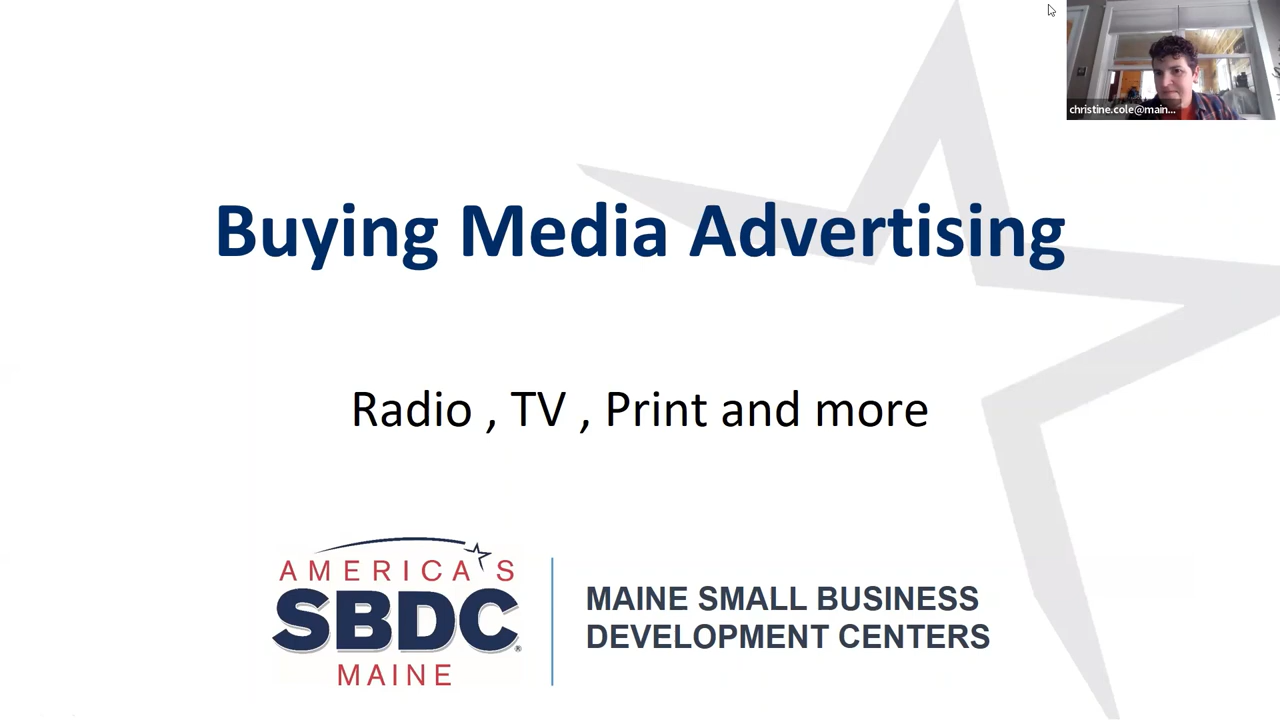 christine.cole@main...
Buying Media Advertising
Radio , TV , Print and more
AMERICA'S
SBDC®
MAINE
MAINE SMALL BUSINESS
DEVELOPMENT CENTERS